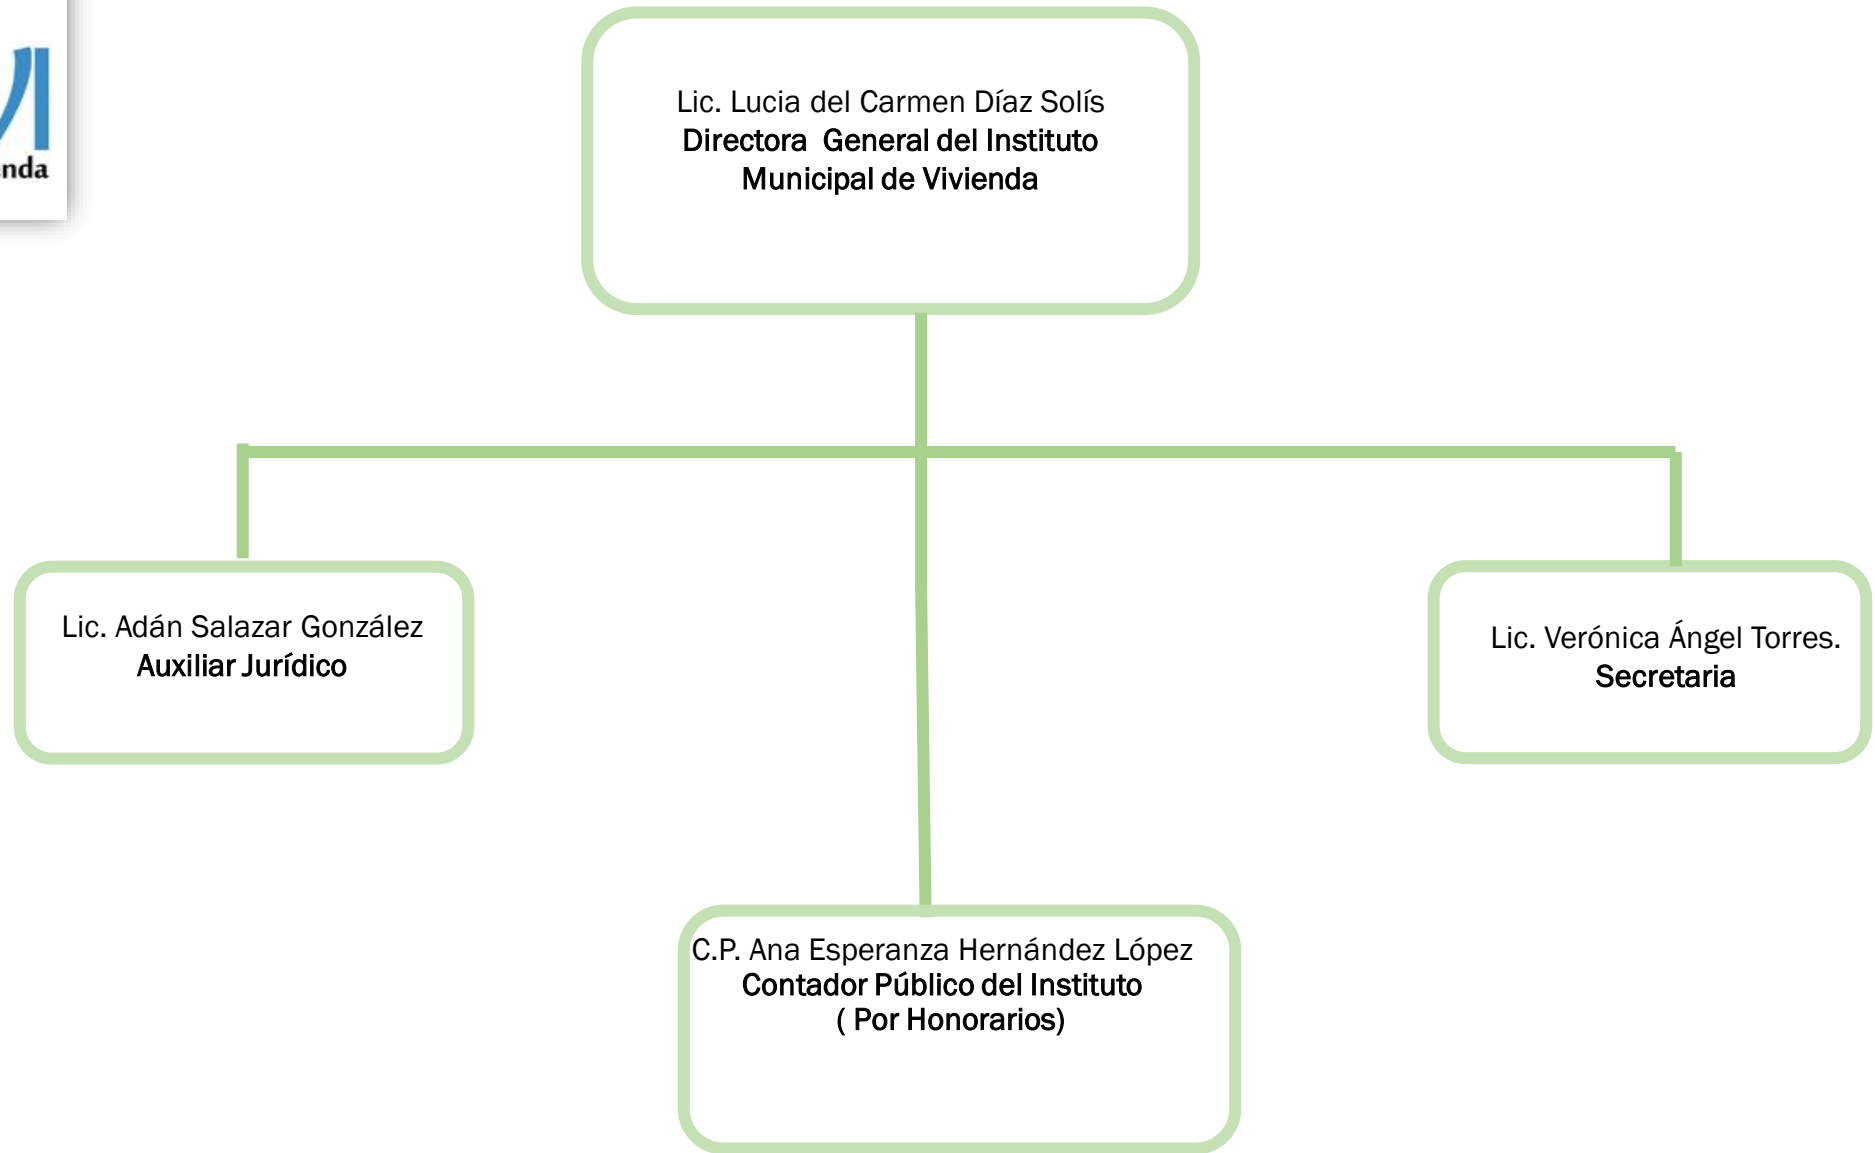 enda
Lic. Lucia del Carmen Díaz Solís
Directora  General del Instituto
Municipal de Vivienda
Lic. Adán Salazar González
Auxiliar Jurídico
Lic. Verónica Ángel Torres.
Secretaria
C.P. Ana Esperanza Hernández López
Contador Público del Instituto
( Por Honorarios)